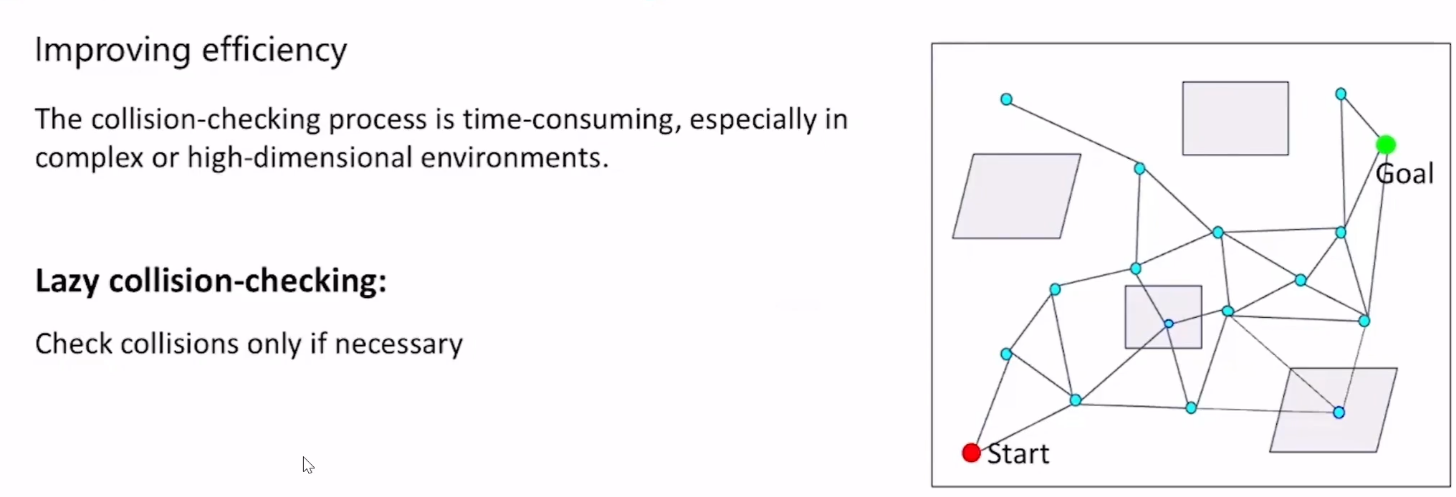 Improving efficiency
The collision-checking process is time-consuming, especially in
complex or high-dimensional environments.
Lazy collision-checking:
Check collisions only if necessary
Goal
Start